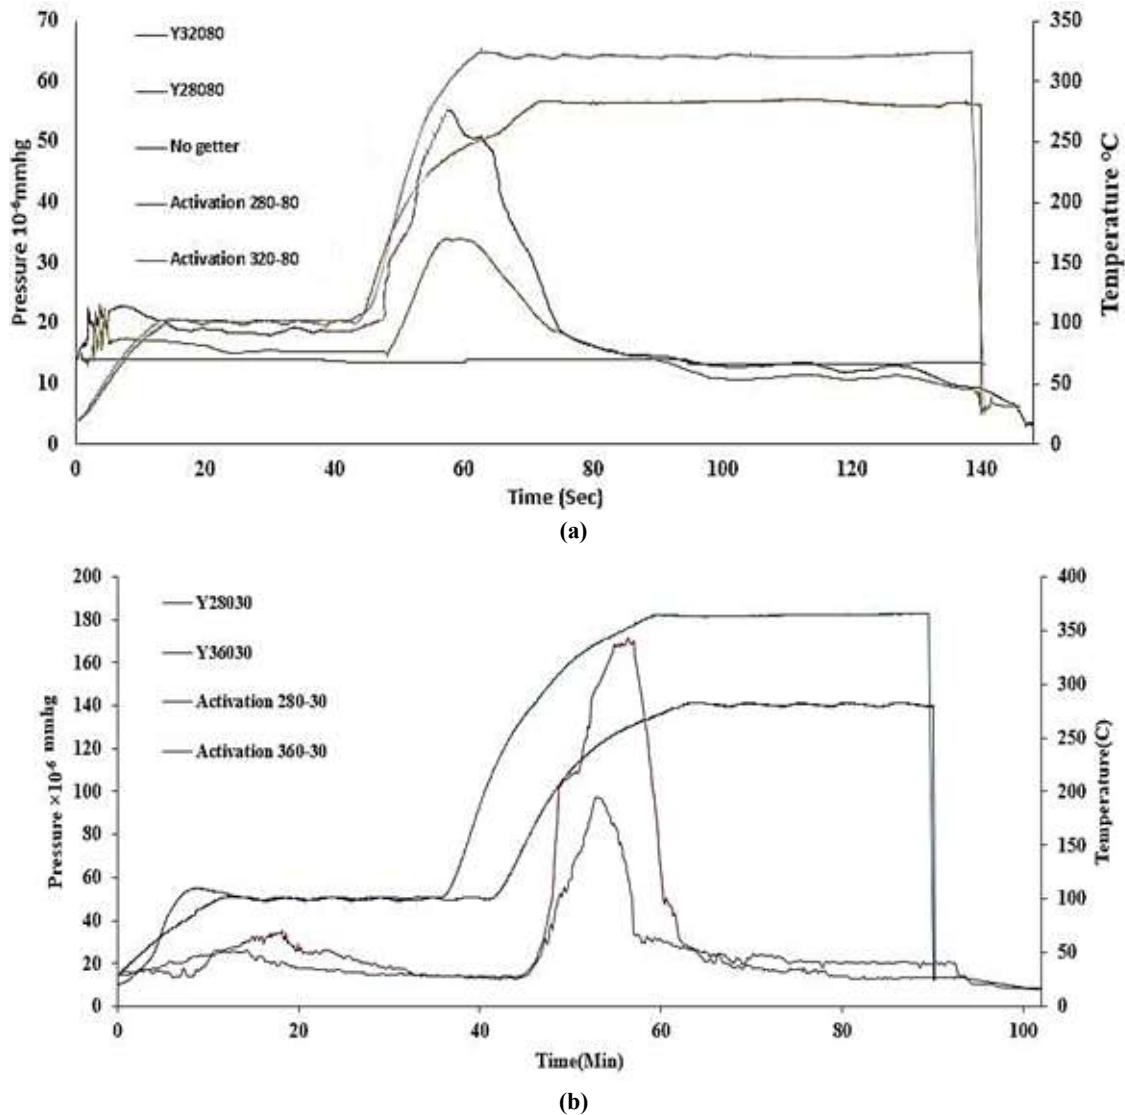 70
60
50
40
30
20
10
0
Pressure 10⁻⁶mmhg
Y32080
Y28080
No getter
Activation 280-80
Activation 320-80
350
300
250
200
150
100
50
0
Temperature °C
0 20 40 60 80 100 120 140
Time (Sec)
(a)
200
180
160
140
120
100
80
60
40
20
0
Pressure ×10⁻⁶ mmhg
Y28030
Y36030
Activation 280-30
Activation 360-30
400
350
300
250
200
150
100
50
0
Temperature(C)
0 20 40 60 80 100
Time(Min)
(b)